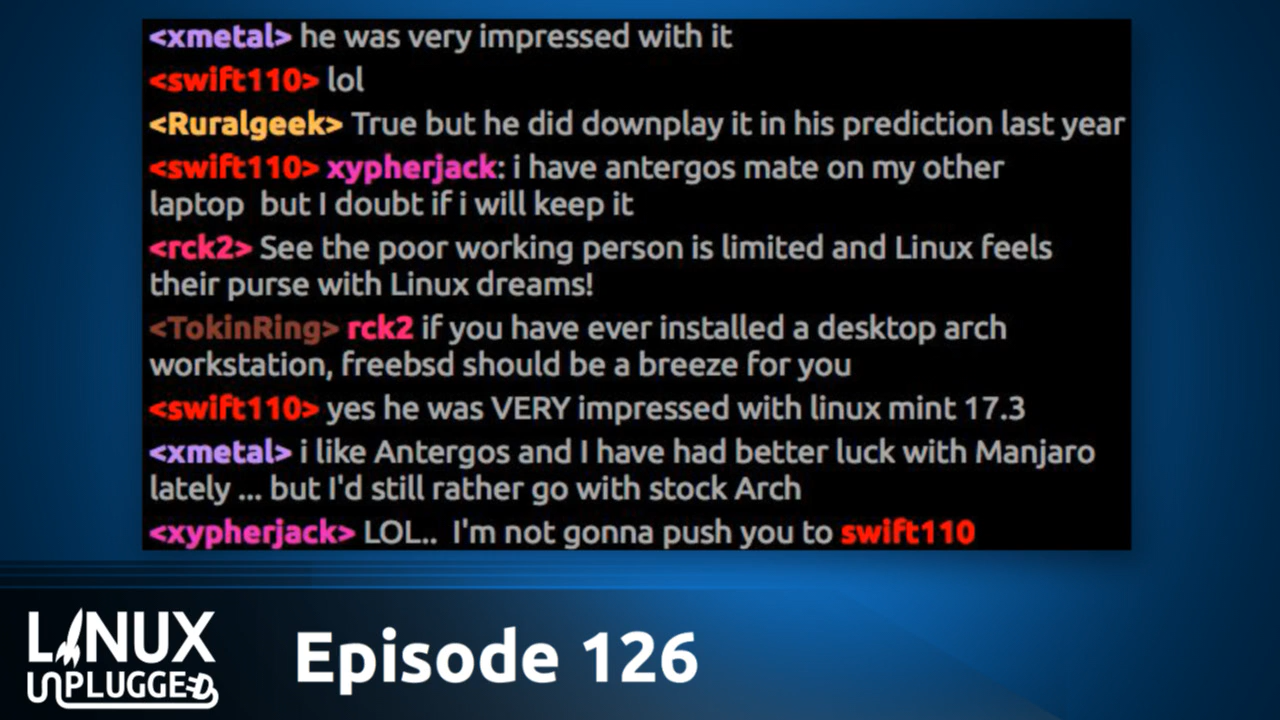 <xmetal> he was very impressed with it
<swift110> lol
<Ruralgeek> True but he did downplay it in his prediction last year
<swift110> xypherjack: i have antergos mate on my other
laptop  but I doubt if i will keep it
<rck2> See the poor working person is limited and Linux feels
their purse with Linux dreams!
<TokinRing> rck2 if you have ever installed a desktop arch
workstation, freebsd should be a breeze for you
<swift110> yes he was VERY impressed with linux mint 17.3
<xmetal> i like Antergos and I have had better luck with Manjaro
lately ... but I'd still rather go with stock Arch
<xypherjack> LOL..  I'm not gonna push you to swift110
LINUX
UNPLUGGED
Episode 126